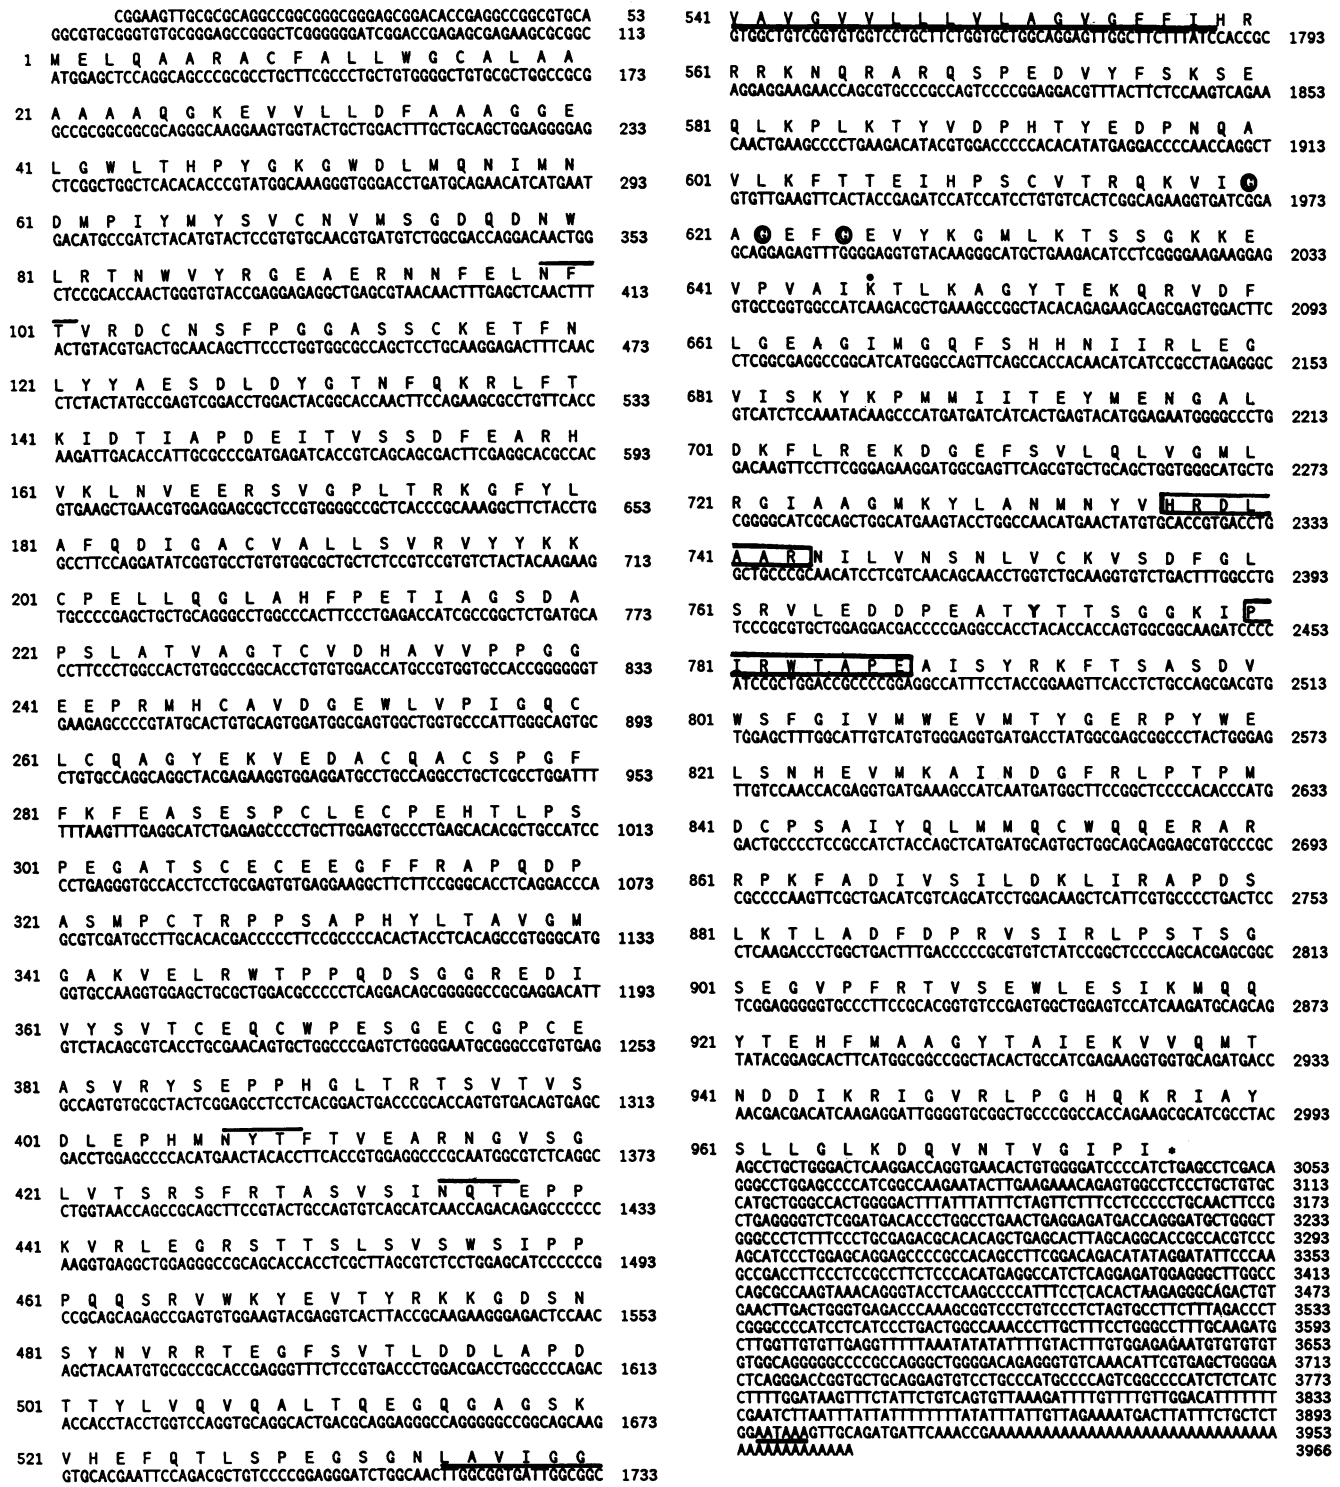 CGGAAGTTGCGCGCAGGCCGGCGGGCGGGAGCGGACACCGAGGCCGGCGTGCA 53
GGCGTGCGGGTGTGCGGGAGCCGGGCTCGGGGGGATCGGACCGAGAGCGAGAAGCGCGGC 113
1 M E L Q A A R A C F A L L W G C A L A A
ATGGAGCTCCAGGCAGCCCGCGCCTGCTTCGCCCTGCTGTGGGGCTGTGCGCTGGCCGCG 173
21 A A A A Q G K E V V L L D F A A A G G E
GCCGCGGCGGCGCAGGGCAAGGAAGTGGTACTGCTGGACTTTGCTGCAGCTGGAGGGGAG 233
41 L G W L T H P Y G K G W D L M Q N I M N
CTCGGCTGGCTCACACACCCGTATGGCAAAGGGTGGGACCTGATGCAGAACATCATGAAT 293
61 D M P I Y M Y S V C N V M S G D Q D N W
GACATGCCGATCTACATGTACTCCGTGTGCAACGTGATGTCTGGCGACCAGGACAACTGG 353
81 L R T N W V Y R G E A E R N N F E L N F
CTCCGCACCAACTGGGTGTACCGAGGAGAGGCTGAGCGTAACAACTTTGAGCTCAACTTT 413
101 T V R D C N S F P G G A S S C K E T F N
ACTGTACGTGACTGCAACAGCTTCCCTGGTGGCGCCAGCTCCTGCAAGGAGACTTTCAAC 473
121 L Y Y A E S D L D Y G T N F Q K R L F T
CTCTACTATGCCGAGTCGGACCTGGACTACGGCACCAACTTCCAGAAGCGCCTGTTCACC 533
141 K I D T I A P D E I T V S S D F E A R H
AAGATTGACACCATTGCGCCCGATGAGATCACCGTCAGCAGCGACTTCGAGGCACGCCAC 593
161 V K L N V E E R S V G P L T R K G F Y L
GTGAAGCTGAACGTGGAGGAGCGCTCCGTGGGGCCGCTCACCCGCAAAGGCTTCTACCTG 653
181 A F Q D I G A C V A L L S V R V Y Y K K
GCCTTCCAGGATATCGGTGCCTGTGTGGCGCTGCTCTCCGTCCGTGTCTACTACAAGAAG 713
201 C P E L L Q G L A H F P E T I A G S D A
TGCCCCGAGCTGCTGCAGGGCCTGGCCCACTTCCCTGAGACCATCGCCGGCTCTGATGCA 773
221 P S L A T V A G T C V D H A V V P P G G
CCTTCCCTGGCCACTGTGGCCGGCACCTGTGTGGACCATGCCGTGGTGCCACCGGGGGGT 833
241 E E P R M H C A V D G E W L V P I G Q C
GAAGAGCCCCGTATGCACTGTGCAGTGGATGGCGAGTGGCTGGTGCCCATTGGGCAGTGC 893
261 L C Q A G Y E K V E D A C Q A C S P G F
CTGTGCCAGGCAGGCTACGAGAAGGTGGAGGATGCCTGCCAGGCCTGCTCGCCTGGATTT 953
281 F K F E A S E S P C L E C P E H T L P S
TTTAAGTTTGAGGCATCTGAGAGCCCCTGCTTGGAGTGCCCTGAGCACACGCTGCCATCC 1013
301 P E G A T S C E C E E G F F R A P Q D P
CCTGAGGGTGCCACCTCCTGCGAGTGTGAGGAAGGCTTCTTCCGGGCACCTCAGGACCCA 1073
321 A S M P C T R P P S A P H Y L T A V G M
GCGTCGATGCCTTGCACACGACCCCCTTCCGCCCCACACTACCTCACAGCCGTGGGCATG 1133
341 G A K V E L R W T P P Q D S G G R E D I
GGTGCCAAGGTGGAGCTGCGCTGGACGCCCCCTCAGGACAGCGGGGGCCGCGAGGACATT 1193
361 V Y S V T C E Q C W P E S G E C G P C E
GTCTACAGCGTCACCTGCGAACAGTGCTGGCCCGAGTCTGGGGAATGCGGGCCGTGTGAG 1253
381 A S V R Y S E P P H G L T R T S V T V S
GCCAGTGTGCGCTACTCGGAGCCTCCTCACGGACTGACCCGCACCAGTGTGACAGTGAGC 1313
401 D L E P H M N Y T F T V E A R N G V S G
GACCTGGAGCCCCACATGAACTACACCTTCACCGTGGAGGCCCGCAATGGCGTCTCAGGC 1373
421 L V T S R S F R T A S V S I N Q T E P P
CTGGTAACCAGCCGCAGCTTCCGTACTGCCAGTGTCAGCATCAACCAGACAGAGCCCCCC 1433
441 K V R L E G R S T T S L S V S W S I P P
AAGGTGAGGCTGGAGGGCCGCAGCACCACCTCGCTTAGCGTCTCCTGGAGCATCCCCCCG 1493
461 P Q Q S R V W K Y E V T Y R K K G D S N
CCGCAGCAGAGCCGAGTGTGGAAGTACGAGGTCACTTACCGCAAGAAGGGAGACTCCAAC 1553
481 S Y N V R R T E G F S V T L D D L A P D
AGCTACAATGTGCGCCGCACCGAGGGTTTCTCCGTGACCCTGGACGACCTGGCCCCAGAC 1613
501 T T Y L V Q V Q A L T Q E G Q G A G S K
ACCACCTACCTGGTCCAGGTGCAGGCACTGACGCAGGAGGGCCAGGGGGCCGGCAGCAAG 1673
521 V H E F Q T L S P E G S G N L A V I G G
GTGCACGAATTCCAGACGCTGTCCCCGGAGGGATCTGGCAACTTGGCGGTGATTGGCGGC 1733
541 V A V G V V L L L V L A G V G F F I H R
GTGGCTGTCGGTGTGGTCCTGCTTCTGGTGCTGGCAGGAGTTGGCTTCTTTATCCACCGC 1793
561 R R K N Q R A R Q S P E D V Y F S K S E
AGGAGGAAGAACCAGCGTGCCCGCCAGTCCCCGGAGGACGTTTACTTCTCCAAGTCAGAA 1853
581 Q L K P L K T Y V D P H T Y E D P N Q A
CAACTGAAGCCCCTGAAGACATACGTGGACCCCCACACATATGAGGACCCCAACCAGGCT 1913
601 V L K F T T E I H P S C V T R Q K V I G
GTGTTGAAGTTCACTACCGAGATCCATCCATCCTGTGTCACTCGGCAGAAGGTGATCGGA 1973
621 A G E F G E V Y K G M L K T S S G K K E
GCAGGAGAGTTTGGGGAGGTGTACAAGGGCATGCTGAAGACATCCTCGGGGAAGAAGGAG 2033
641 V P V A I K T L K A G Y T E K Q R V D F
GTGCCGGTGGCCATCAAGACGCTGAAAGCCGGCTACACAGAGAAGCAGCGAGTGGACTTC 2093
661 L G E A G I M G Q F S H H N I I R L E G
CTCGGCGAGGCCGGCATCATGGGCCAGTTCAGCCACCACAACATCATCCGCCTAGAGGGC 2153
681 V I S K Y K P M M I I T E Y M E N G A L
GTCATCTCCAAATACAAGCCCATGATGATCATCACTGAGTACATGGAGAATGGGGCCCTG 2213
701 D K F L R E K D G E F S V L Q L V G M L
GACAAGTTCCTTCGGGAGAAGGATGGCGAGTTCAGCGTGCTGCAGCTGGTGGGCATGCTG 2273
721 R G I A A G M K Y L A N M N Y V H R D L
CGGGGCATCGCAGCTGGCATGAAGTACCTGGCCAACATGAACTATGTGCACCGTGACCTG 2333
741 A A R N I L V N S N L V C K V S D F G L
GCTGCCCGCAACATCCTCGTCAACAGCAACCTGGTCTGCAAGGTGTCTGACTTTGGCCTG 2393
761 S R V L E D D P E A T Y T T S G G K I P
TCCCGCGTGCTGGAGGACGACCCCGAGGCCACCTACACCACCAGTGGCGGCAAGATCCCC 2453
781 I R W T A P E A I S Y R K F T S A S D V
ATCCGCTGGACCGCCCCGGAGGCCATTTCCTACCGGAAGTTCACCTCTGCCAGCGACGTG 2513
801 W S F G I V M W E V M T Y G E R P Y W E
TGGAGCTTTGGCATTGTCATGTGGGAGGTGATGACCTATGGCGAGCGGCCCTACTGGGAG 2573
821 L S N H E V M K A I N D G F R L P T P M
TTGTCCAACCACGAGGTGATGAAAGCCATCAATGATGGCTTCCGGCTCCCCACACCCATG 2633
841 D C P S A I Y Q L M M Q C W Q Q E R A R
GACTGCCCCTCCGCCATCTACCAGCTCATGATGCAGTGCTGGCAGCAGGAGCGTGCCCGC 2693
861 R P K F A D I V S I L D K L I R A P D S
CGCCCCAAGTTCGCTGACATCGTCAGCATCCTGGACAAGCTCATTCGTGCCCCTGACTCC 2753
881 L K T L A D F D P R V S I R L P S T S G
CTCAAGACCCTGGCTGACTTTGACCCCCGCGTGTCTATCCGGCTCCCCAGCACGAGCGGC 2813
901 S E G V P F R T V S E W L E S I K M Q Q
TCGGAGGGGGTGCCCTTCCGCACGGTGTCCGAGTGGCTGGAGTCCATCAAGATGCAGCAG 2873
921 Y T E H F M A A G Y T A I E K V V Q M T
TATACGGAGCACTTCATGGCGGCCGGCTACACTGCCATCGAGAAGGTGGTGCAGATGACC 2933
941 N D D I K R I G V R L P G H Q K R I A Y
AACGACGACATCAAGAGGATTGGGGTGCGGCTGCCCGGCCACCAGAAGCGCATCGCCTAC 2993
961 S L L G L K D Q V N T V G I P I *
AGCCTGCTGGGACTCAAGGACCAGGTGAACACTGTGGGGATCCCCATCTGAGCCTCGACA 3053
GGGCCTGGAGCCCCATCGGCCAAGAATACTTGAAGAAACAGAGTGGCCTCCCTGCTGTGC 3113
CATGCTGGGCCACTGGGGACTTTATTTATTTCTAGTTCTTTCCTCCCCCTGCAACTTCCG 3173
CTGAGGGGTCTCGGATGACACCCTGGCCTGAACTGAGGAGATGACCAGGGATGCTGGGCT 3233
GGGCCCTCTTTCCCTGCGAGACGCACACAGCTGAGCACTTAGCAGGCACCGCCACGTCCC 3293
AGCATCCCTGGAGCAGGAGCCCCGCCACAGCCTTCGGACAGACATATAGGATATTCCCAA 3353
GCCGACCTTCCCTCCGCCTTCTCCCACATGAGGCCATCTCAGGAGATGGAGGGCTTGGCC 3413
CAGCGCCAAGTAAACAGGGTACCTCAAGCCCCATTTCCTCACACTAAGAGGGCAGACTGT 3473
GAACTTGACTGGGTGAGACCCAAAGCGGTCCCTGTCCCTCTAGTGCCTTCTTTAGACCCT 3533
CGGGCCCCATCCTCATCCCTGACTGGCCAAACCCTTGCTTTCCTGGGCCTTTGCAAGATG 3593
CTTGGTTGTGTTGAGGTTTTTAAATATATATTTTGTACTTTGTGGAGAGAATGTGTGTGT 3653
GTGGCAGGGGGCCCCGCCAGGGCTGGGGACAGAGGGTGTCAAACATTCGTGAGCTGGGGA 3713
CTCAGGGACCGGTGCTGCAGGAGTGTCCTGCCCATGCCCCAGTCGGCCCCATCTCTCATC 3773
CTTTTGGATAAGTTTCTATTCTGTCAGTGTTAAAGATTTTGTTTTGTTGGACATTTTTTT 3833
CGAATCTTAATTTATTATTTTTTTTATATTTATTGTTAGAAAATGACTTATTTCTGCTCT 3893
GGAATAAAGTTGCAGATGATTCAAACCGAAAAAAAAAAAAAAAAAAAAAAAAAAAAAAAA 3953
AAAAAAAAAAAAA 3966